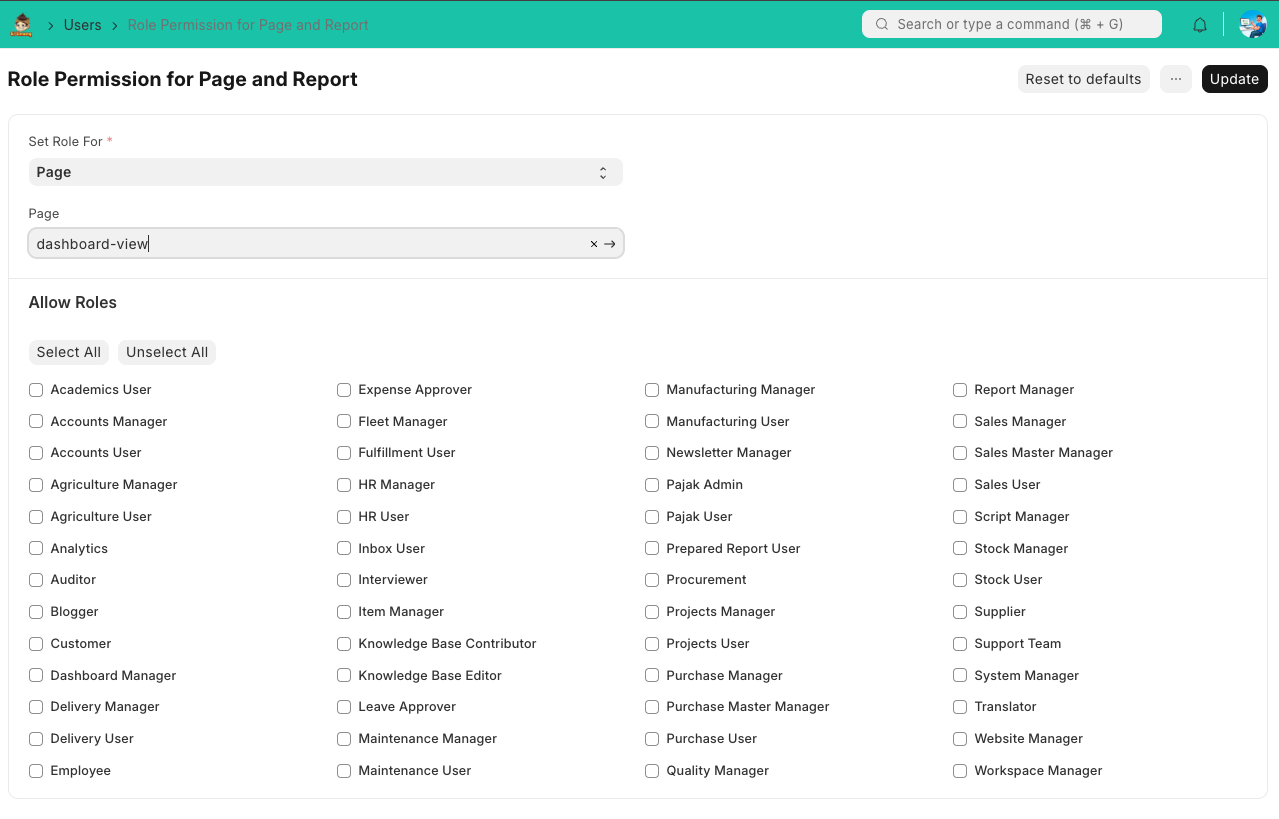 Users
Role Permission for Page and Report
Search or type a command (⌘ + G)
Role Permission for Page and Report
Reset to defaults
...
Update
Set Role For *
Page
Page
dashboard-view
Allow Roles
Select All
Unselect All
Academics User
Accounts Manager
Accounts User
Agriculture Manager
Agriculture User
Analytics
Auditor
Blogger
Customer
Dashboard Manager
Delivery Manager
Delivery User
Employee
Expense Approver
Fleet Manager
Fulfillment User
HR Manager
HR User
Inbox User
Interviewer
Item Manager
Knowledge Base Contributor
Knowledge Base Editor
Leave Approver
Maintenance Manager
Maintenance User
Manufacturing Manager
Manufacturing User
Newsletter Manager
Pajak Admin
Pajak User
Prepared Report User
Procurement
Projects Manager
Projects User
Purchase Manager
Purchase Master Manager
Purchase User
Quality Manager
Report Manager
Sales Manager
Sales Master Manager
Sales User
Script Manager
Stock Manager
Stock User
Supplier
Support Team
System Manager
Translator
Website Manager
Workspace Manager